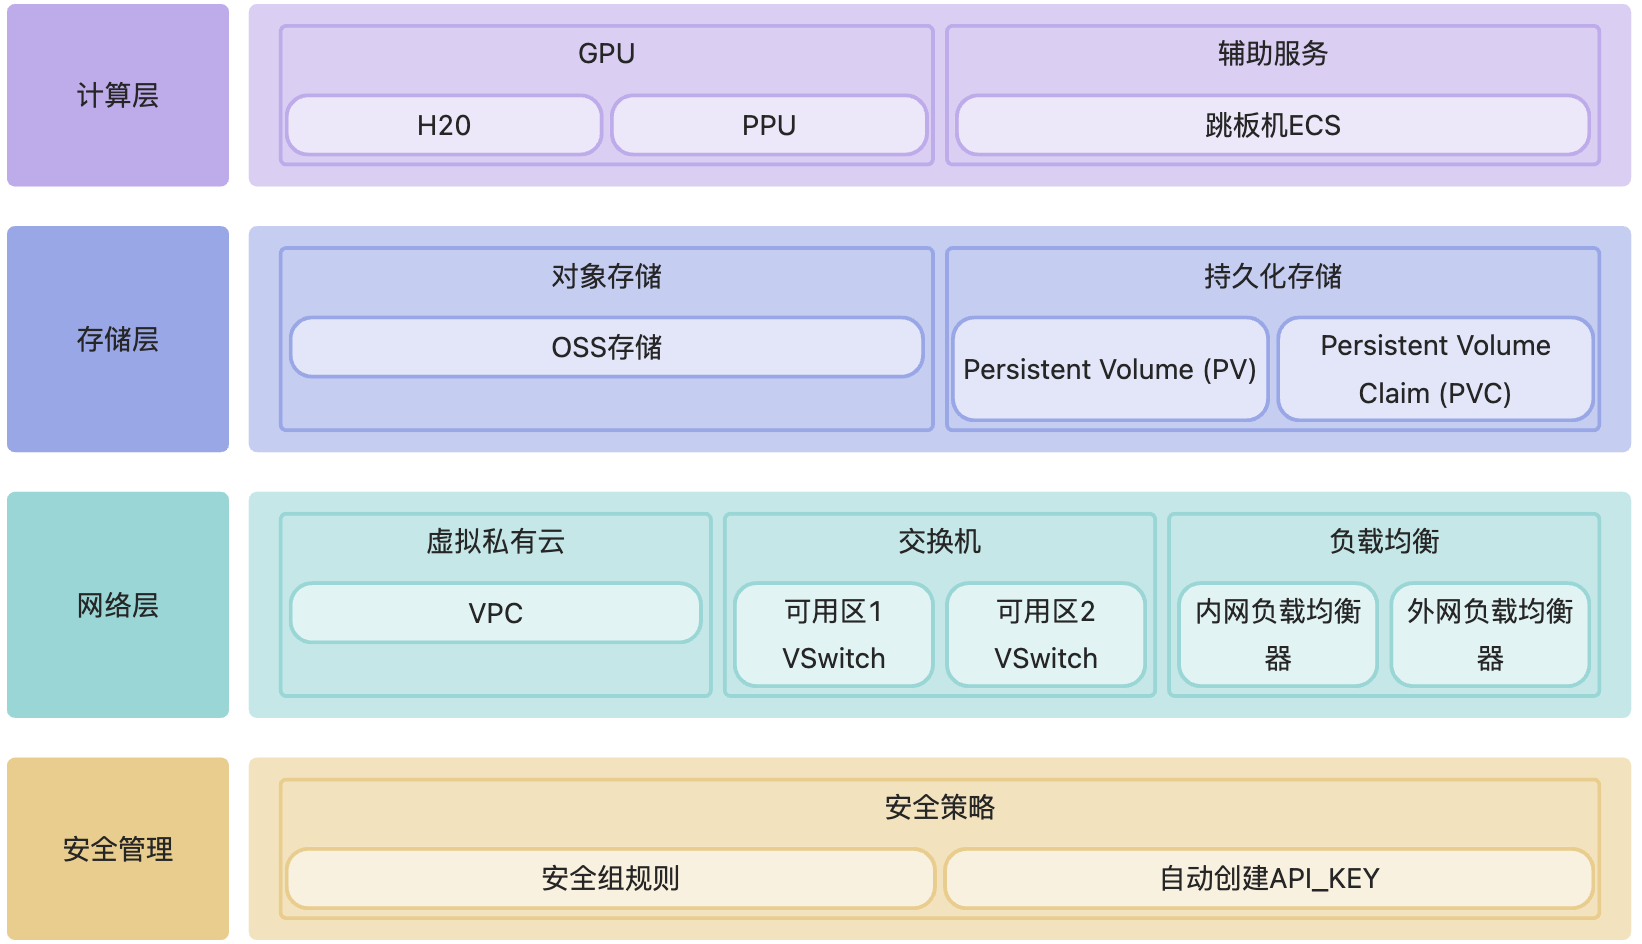 计算层
GPU
H20
PPU
辅助服务
跳板机ECS
存储层
对象存储
OSS存储
持久化存储
Persistent Volume (PV)
Persistent Volume
Claim (PVC)
网络层
虚拟私有云
VPC
交换机
可用区1
VSwitch
可用区2
VSwitch
负载均衡
内网负载均衡
器
外网负载均衡
器
安全管理
安全策略
安全组规则
自动创建API_KEY